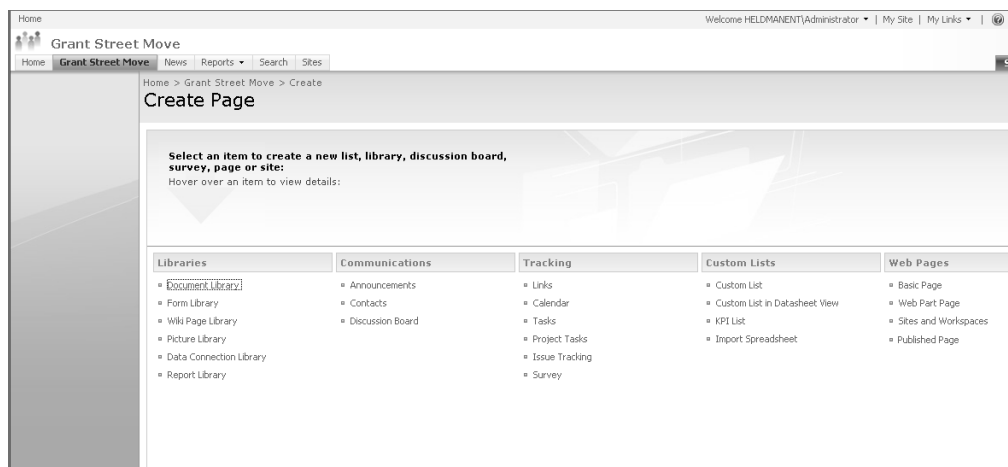 Home
Welcome HELDMANENT\Administrator | My Site | My Links |
Grant Street Move
Home Grant Street Move News Reports Search Sites
Home > Grant Street Move > Create
Create Page
Select an item to create a new list, library, discussion board,
survey, page or site:
Hover over an item to view details:
Libraries
Document Library
Form Library
Wiki Page Library
Picture Library
Data Connection Library
Report Library
Communications
Announcements
Contacts
Discussion Board
Tracking
Links
Calendar
Tasks
Project Tasks
Issue Tracking
Survey
Custom Lists
Custom List
Custom List in Datasheet View
KPI List
Import Spreadsheet
Web Pages
Basic Page
Web Part Page
Sites and Workspaces
Published Page